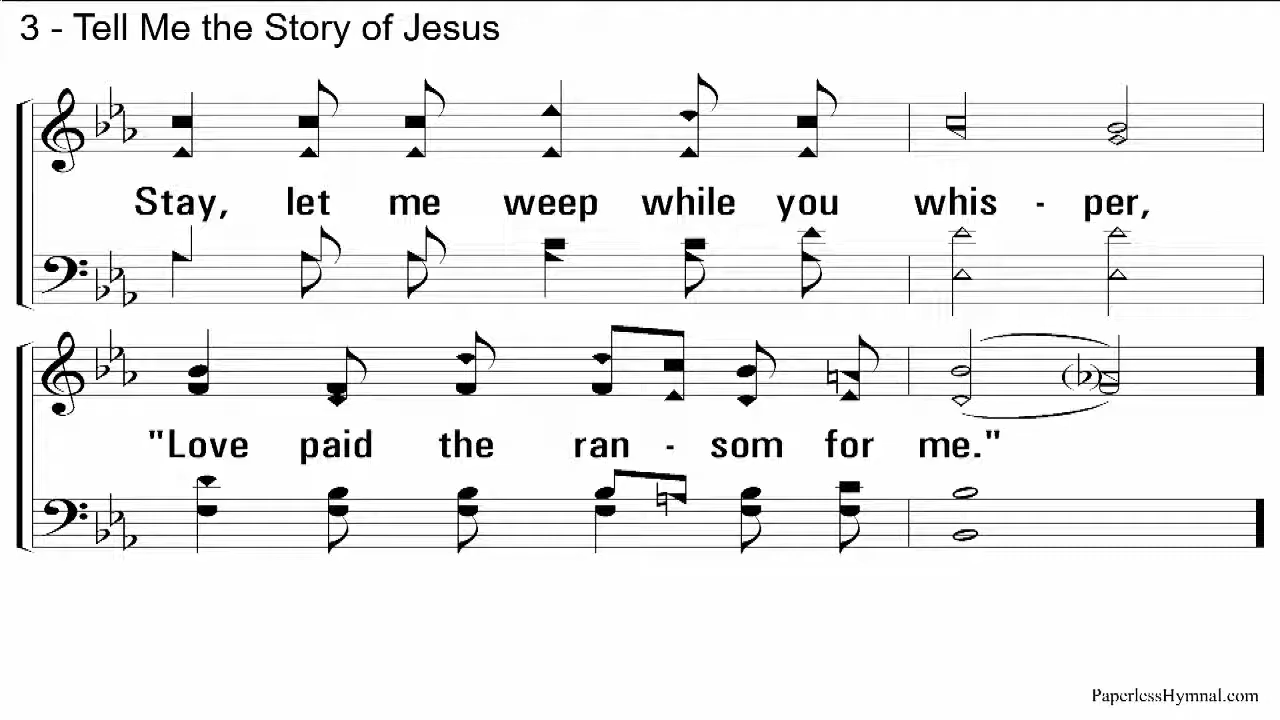 3 - Tell Me the Story of Jesus
Stay, let me weep while you whis - per,
"Love paid the ran - som for me."
PaperlessHymnal.com